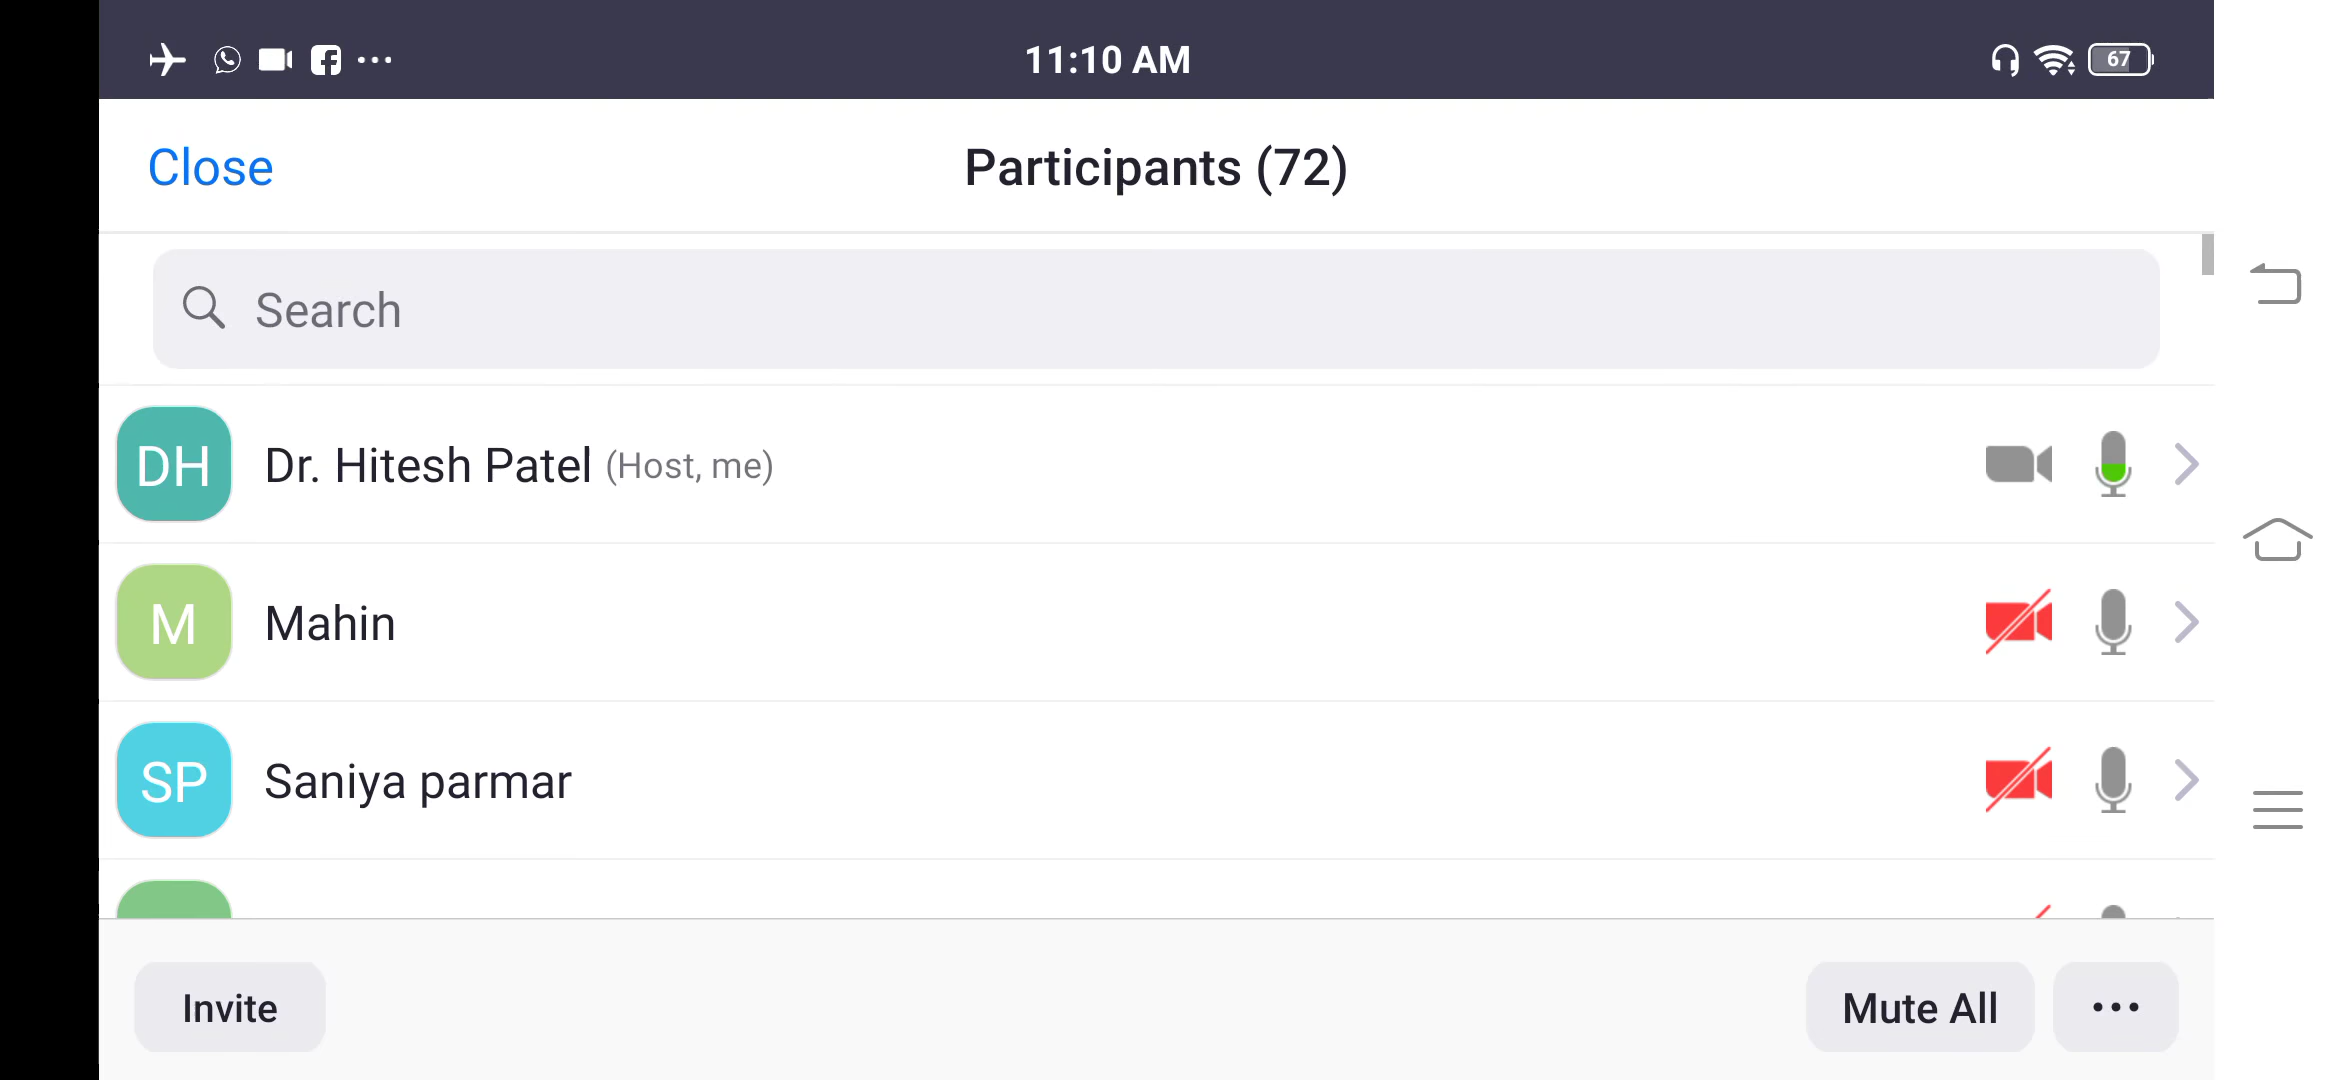 11:10 AM
67
Close
Participants (72)
Search
DH
Dr. Hitesh Patel (Host, me)
M
Mahin
SP
Saniya parmar
Invite
Mute All